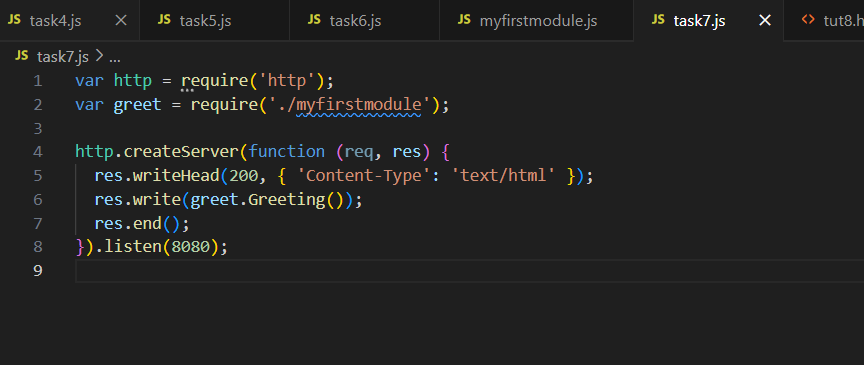 JS task4.js × JS task5.js JS task6.js JS myfirstmodule.js JS task7.js × <> tut8.h
JS task7.js > ...
1 var http = require('http');
2 var greet = require('./myfirstmodule');
3
4 http.createServer(function (req, res) {
5   res.writeHead(200, { 'Content-Type': 'text/html' });
6   res.write(greet.Greeting());
7   res.end();
8 }).listen(8080);
9